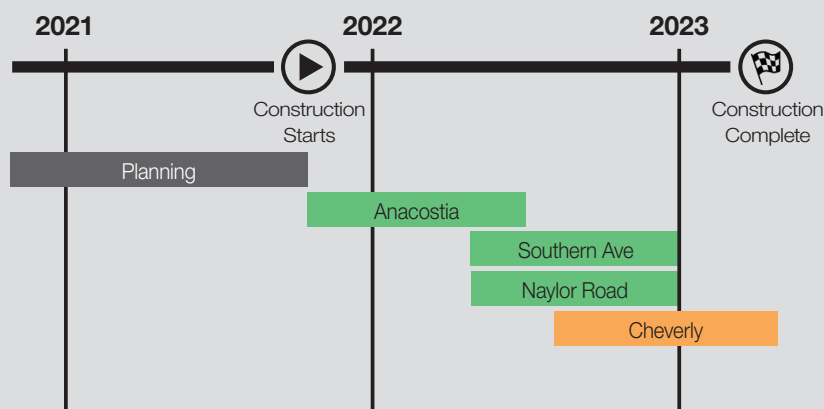 2021
2022
2023
Construction
Starts
Construction
Complete
Planning
Anacostia
Southern Ave
Naylor Road
Cheverly